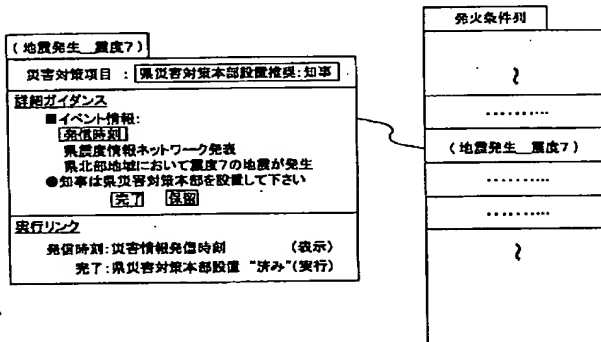 (地震発生__震度7)
災害対策項目 : 県災害対策本部設置推奨:知事
詳細ガイダンス
■イベント情報:
発信時刻
県震度情報ネットワーク発表
県北部地域において震度7の地震が発生
●知事は県災害対策本部を設置して下さい
完了 保留
実行リンク
発信時刻:災害情報発信時刻 (表示)
完了:県災害対策本部設置 "済み"(実行)
発火条件列
～
..........
(地震発生__震度7)
..........
..........
～